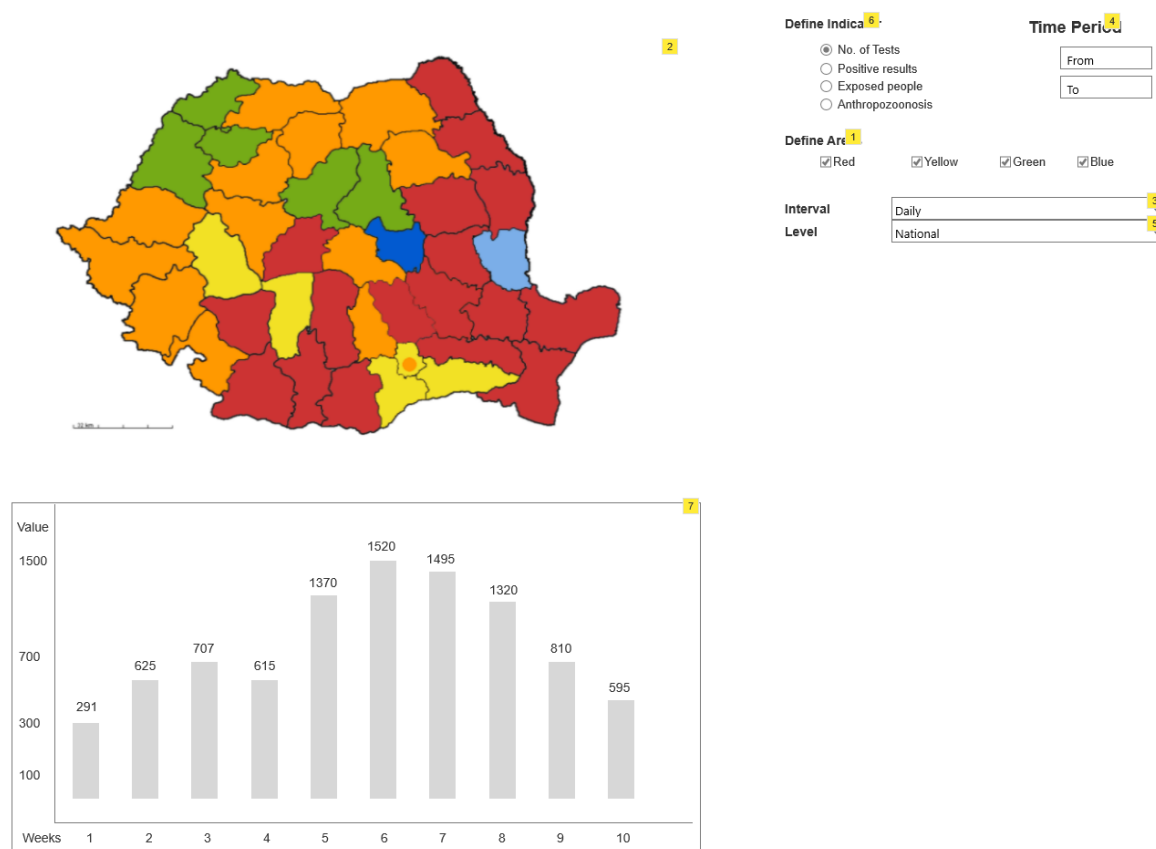 Define Indica
6
No. of Tests
Positive results
Exposed people
Anthropozoonosis
Time Period
4
From
To
2
Define Are
1
Red Yellow Green Blue
Interval
Daily
3
Level
National
5
7
Value
1500
700
300
100
291
625
707
615
1370
1520
1495
1320
810
595
Weeks 1 2 3 4 5 6 7 8 9 10